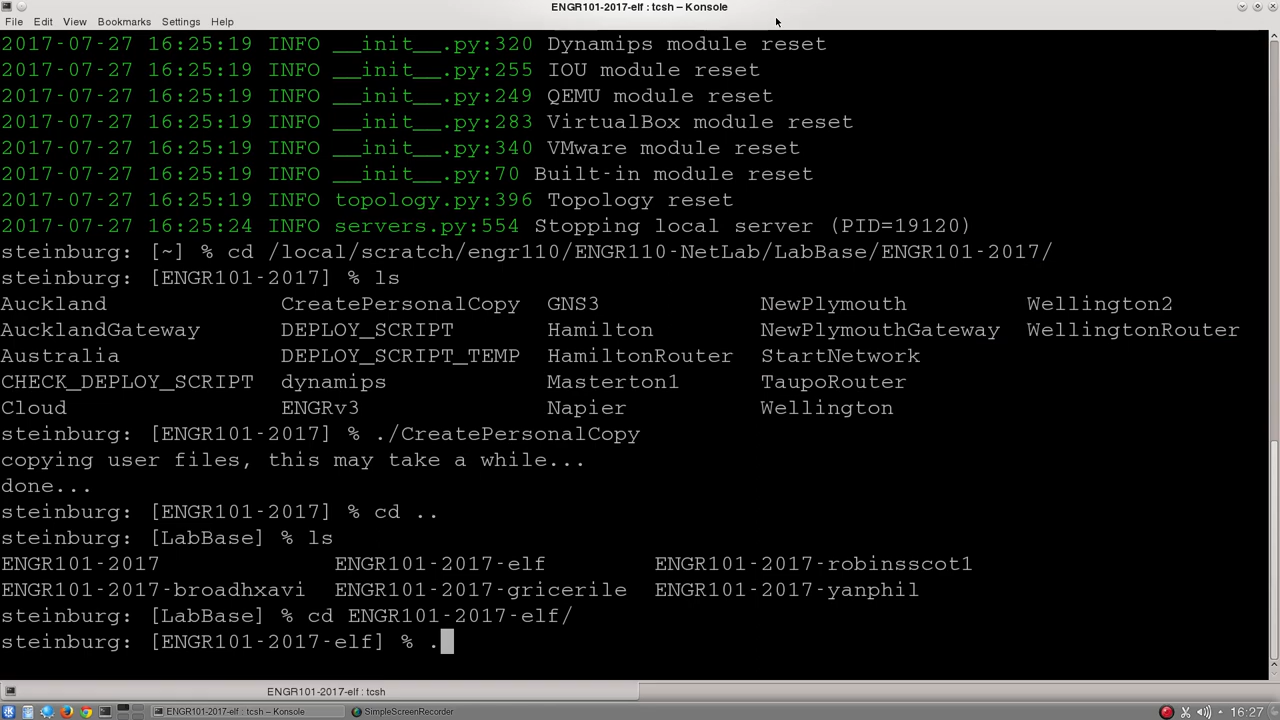 ENGR101-2017-elf : tcsh – Konsole
File Edit View Bookmarks Settings Help
2017-07-27 16:25:19 INFO __init__.py:320 Dynamips module reset
2017-07-27 16:25:19 INFO __init__.py:255 IOU module reset
2017-07-27 16:25:19 INFO __init__.py:249 QEMU module reset
2017-07-27 16:25:19 INFO __init__.py:283 VirtualBox module reset
2017-07-27 16:25:19 INFO __init__.py:340 VMware module reset
2017-07-27 16:25:19 INFO __init__.py:70 Built-in module reset
2017-07-27 16:25:19 INFO topology.py:396 Topology reset
2017-07-27 16:25:24 INFO servers.py:554 Stopping local server (PID=19120)
steinburg: [~] % cd /local/scratch/engr110/ENGR110-NetLab/LabBase/ENGR101-2017/
steinburg: [ENGR101-2017] % ls
Auckland CreatePersonalCopy GNS3 NewPlymouth Wellington2
AucklandGateway DEPLOY_SCRIPT Hamilton NewPlymouthGateway WellingtonRouter
Australia DEPLOY_SCRIPT_TEMP HamiltonRouter StartNetwork
CHECK_DEPLOY_SCRIPT dynamips Masterton1 TaupoRouter
Cloud ENGRv3 Napier Wellington
steinburg: [ENGR101-2017] % ./CreatePersonalCopy
copying user files, this may take a while...
done...
steinburg: [ENGR101-2017] % cd ..
steinburg: [LabBase] % ls
ENGR101-2017 ENGR101-2017-elf ENGR101-2017-robinsscot1
ENGR101-2017-broadhxavi ENGR101-2017-gricerile ENGR101-2017-yanphil
steinburg: [LabBase] % cd ENGR101-2017-elf/
steinburg: [ENGR101-2017-elf] % .
ENGR101-2017-elf : tcsh
ENGR101-2017-elf : tcsh – Konsole SimpleScreenRecorder 16:27